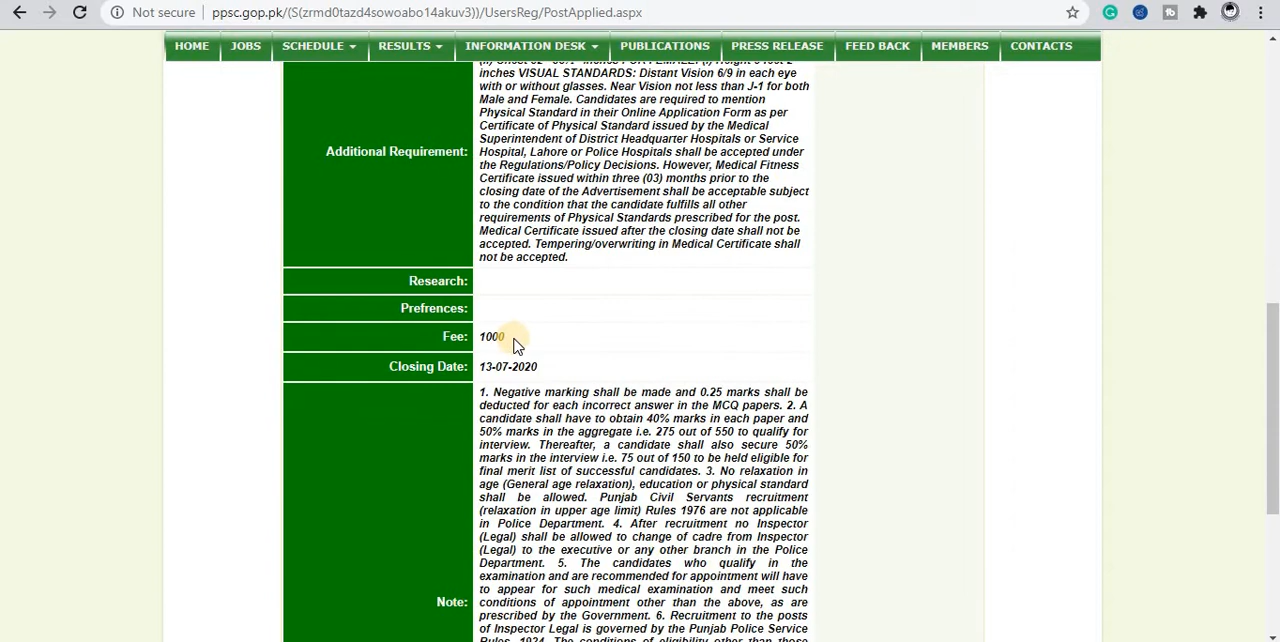 Not secure ppsc.gop.pk/(S(zrmd0tazd4sowoabo14akuv3))/UsersReg/PostApplied.aspx
HOME JOBS SCHEDULE RESULTS INFORMATION DESK PUBLICATIONS PRESS RELEASE FEED BACK MEMBERS CONTACTS
inches VISUAL STANDARDS: Distant Vision 6/9 in each eye
with or without glasses. Near Vision not less than J-1 for both
Male and Female. Candidates are required to mention
Physical Standard in their Online Application Form as per
Certificate of Physical Standard issued by the Medical
Superintendent of District Headquarter Hospitals or Service
Additional Requirement: Hospital, Lahore or Police Hospitals shall be accepted under
the Regulations/Policy Decisions. However, Medical Fitness
Certificate issued within three (03) months prior to the
closing date of the Advertisement shall be acceptable subject
to the condition that the candidate fulfills all other
requirements of Physical Standards prescribed for the post.
Medical Certificate issued after the closing date shall not be
accepted. Tempering/overwriting in Medical Certificate shall
not be accepted.
Research:
Prefrences:
Fee: 1000
Closing Date: 13-07-2020
1. Negative marking shall be made and 0.25 marks shall be
deducted for each incorrect answer in the MCQ papers. 2. A
candidate shall have to obtain 40% marks in each paper and
50% marks in the aggregate i.e. 275 out of 550 to qualify for
interview. Thereafter, a candidate shall also secure 50%
marks in the interview i.e. 75 out of 150 to be held eligible for
final merit list of successful candidates. 3. No relaxation in
age (General age relaxation), education or physical standard
shall be allowed. Punjab Civil Servants recruitment
(relaxation in upper age limit) Rules 1976 are not applicable
in Police Department. 4. After recruitment no Inspector
(Legal) shall be allowed to change of cadre from Inspector
(Legal) to the executive or any other branch in the Police
Department. 5. The candidates who qualify in the
examination and are recommended for appointment will have
to appear for such medical examination and meet such
Note: conditions of appointment other than the above, as are
prescribed by the Government. 6. Recruitment to the posts
of Inspector Legal is governed by the Punjab Police Service
Rules, 1924. The conditions of eligibility other than those